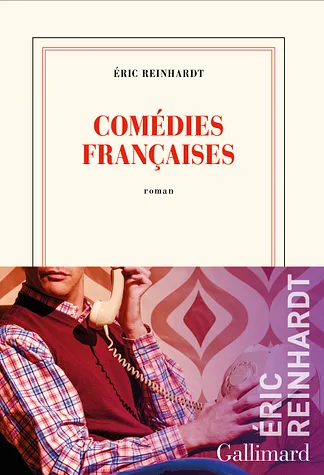 ÉRIC REINHARDT
COMÉDIES
FRANÇAISES
roman
ÉRIC
REINHARDT
Gallimard